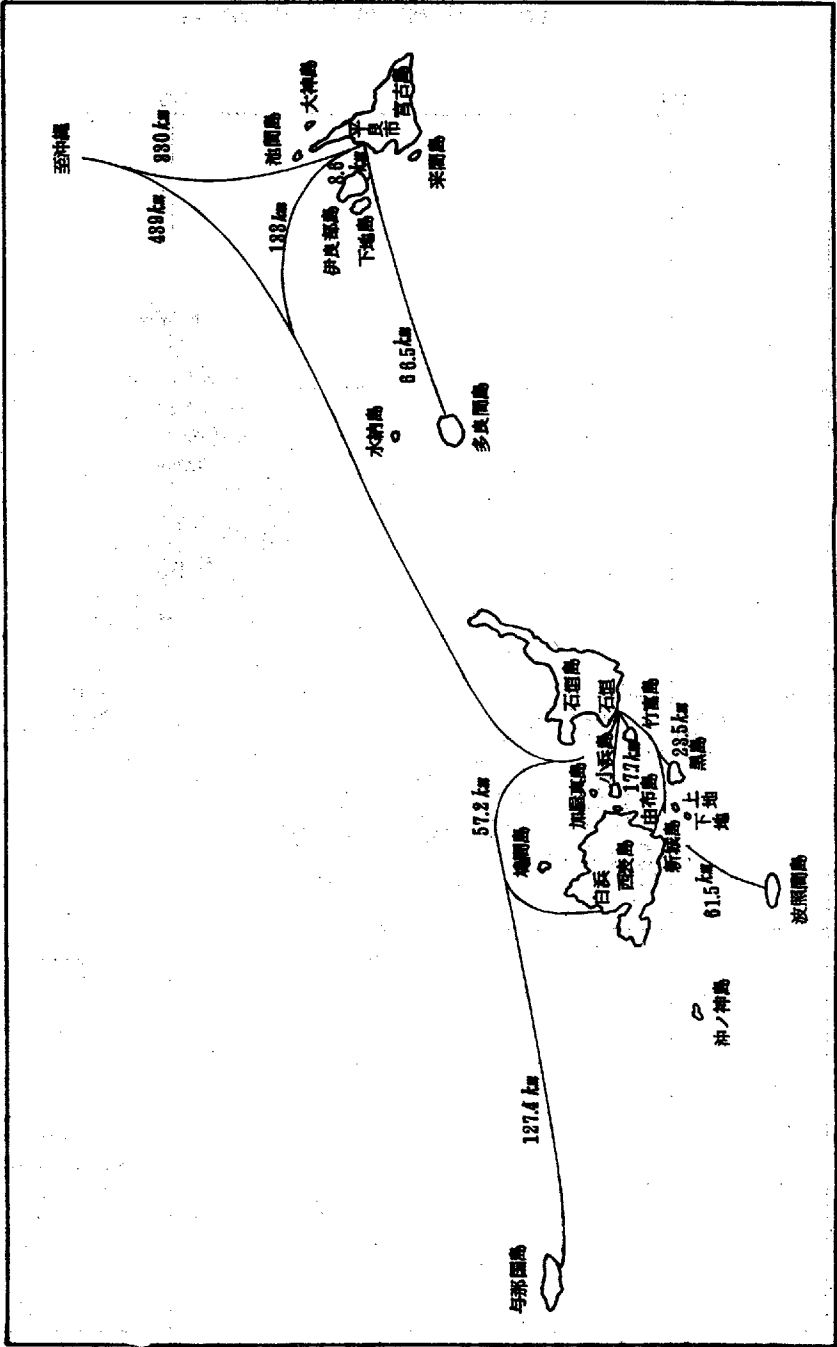 至沖縄
330km
439km
133km
8.6km
大神島
池間島
宮古島
平良市
来間島
伊良部島
下地島
66.5km
水納島
多良間島
石垣島
石垣
竹富島
小浜島
加屋真島
17.7km
23.5km
黒島
由布島
新城島
上地
下地
57.2km
鳩間島
白浜
西表島
61.5km
波照間島
沖ノ神島
127.4km
与那国島